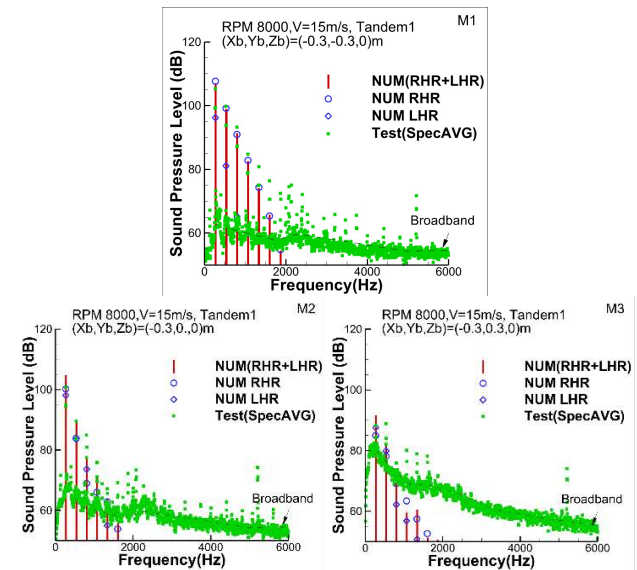 M1
RPM 8000,V=15m/s, Tandem1
(Xb,Yb,Zb)=(-0.3,-0.3,0)m
120
100
80
60
Sound Pressure Level (dB)
NUM(RHR+LHR)
NUM RHR
NUM LHR
Test(SpecAVG)
Broadband
0
2000
4000
6000
Frequency(Hz)
M2
RPM 8000,V=15m/s, Tandem1
(Xb,Yb,Zb)=(-0.3,0.,0)m
120
100
80
60
Sound Pressure Level (dB)
NUM(RHR+LHR)
NUM RHR
NUM LHR
Test(SpecAVG)
Broadband
0
2000
4000
6000
Frequency(Hz)
M3
RPM 8000,V=15m/s, Tandem1
(Xb,Yb,Zb)=(-0.3,0.3,0)m
120
100
80
60
Sound Pressure Level (dB)
NUM(RHR+LHR)
NUM RHR
NUM LHR
Test(SpecAVG)
Broadband
0
2000
4000
6000
Frequency(Hz)